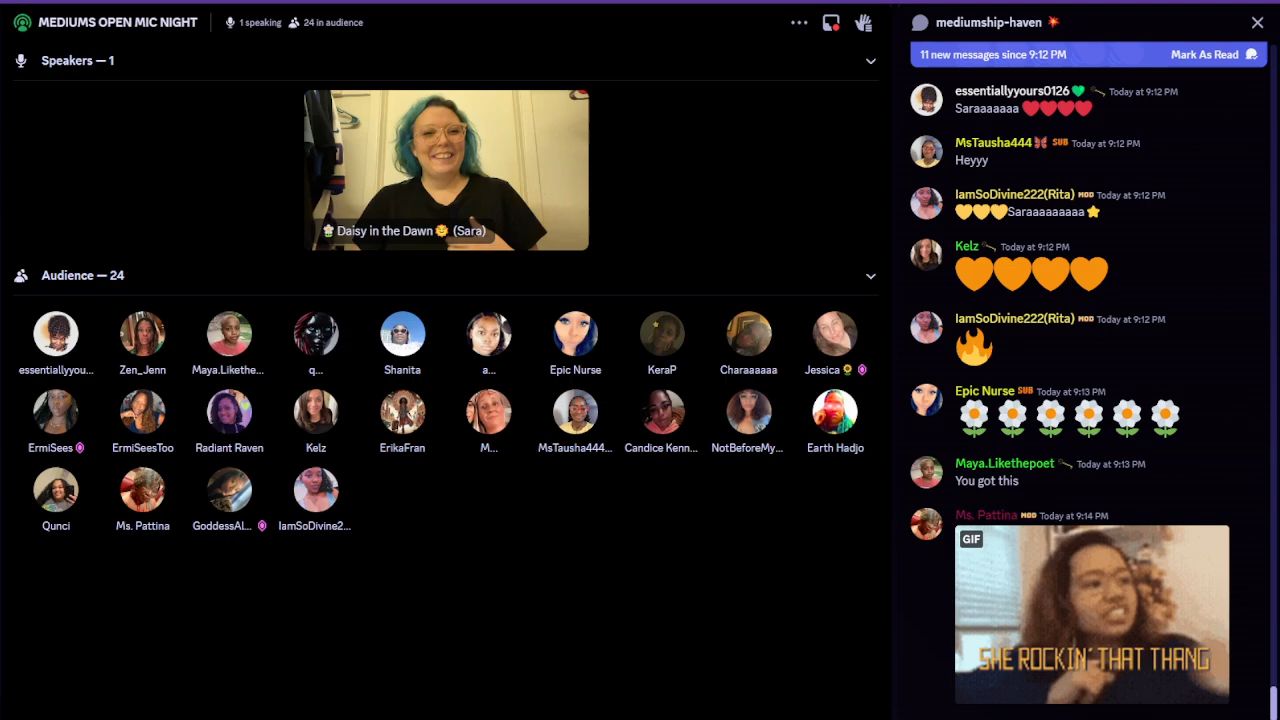 MEDIUMS OPEN MIC NIGHT
1 speaking
24 in audience
Speakers — 1
Daisy in the Dawn (Sara)
Audience — 24
essentiallyyou...
Zen_Jenn
Maya.Likethe...
q...
Shanita
a...
Epic Nurse
KeraP
Charaaaaaa
Jessica
ErmiSees
ErmiSeesToo
Radiant Raven
Kelz
ErikaFran
M...
MsTausha444...
Candice Kenn...
NotBeforeMy...
Earth Hadjo
Qunci
Ms. Pattina
GoddessAl...
IamSoDivine2...
mediumship-haven
11 new messages since 9:12 PM
Mark As Read
essentiallyyours0126 Today at 9:12 PM
Saraaaaaaa
MsTausha444 SUB Today at 9:12 PM
Heyyy
IamSoDivine222(Rita) MOD Today at 9:12 PM
Saraaaaaaaaa
Kelz Today at 9:12 PM
IamSoDivine222(Rita) MOD Today at 9:12 PM
Epic Nurse SUB Today at 9:13 PM
Maya.Likethepoet Today at 9:13 PM
You got this
Ms. Pattina MOD Today at 9:14 PM
GIF
SHE ROCKIN' THAT THANG